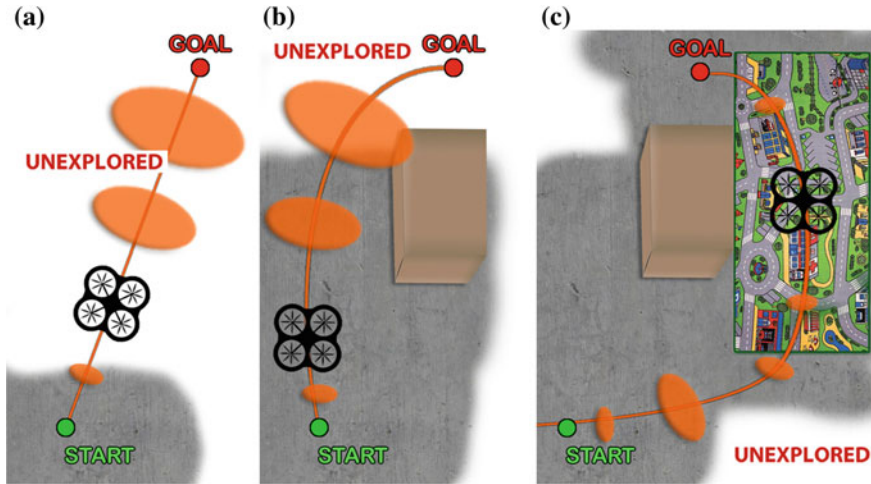 (a)
GOAL
UNEXPLORED
START
(b)
UNEXPLORED
GOAL
START
(c)
GOAL
START
UNEXPLORED